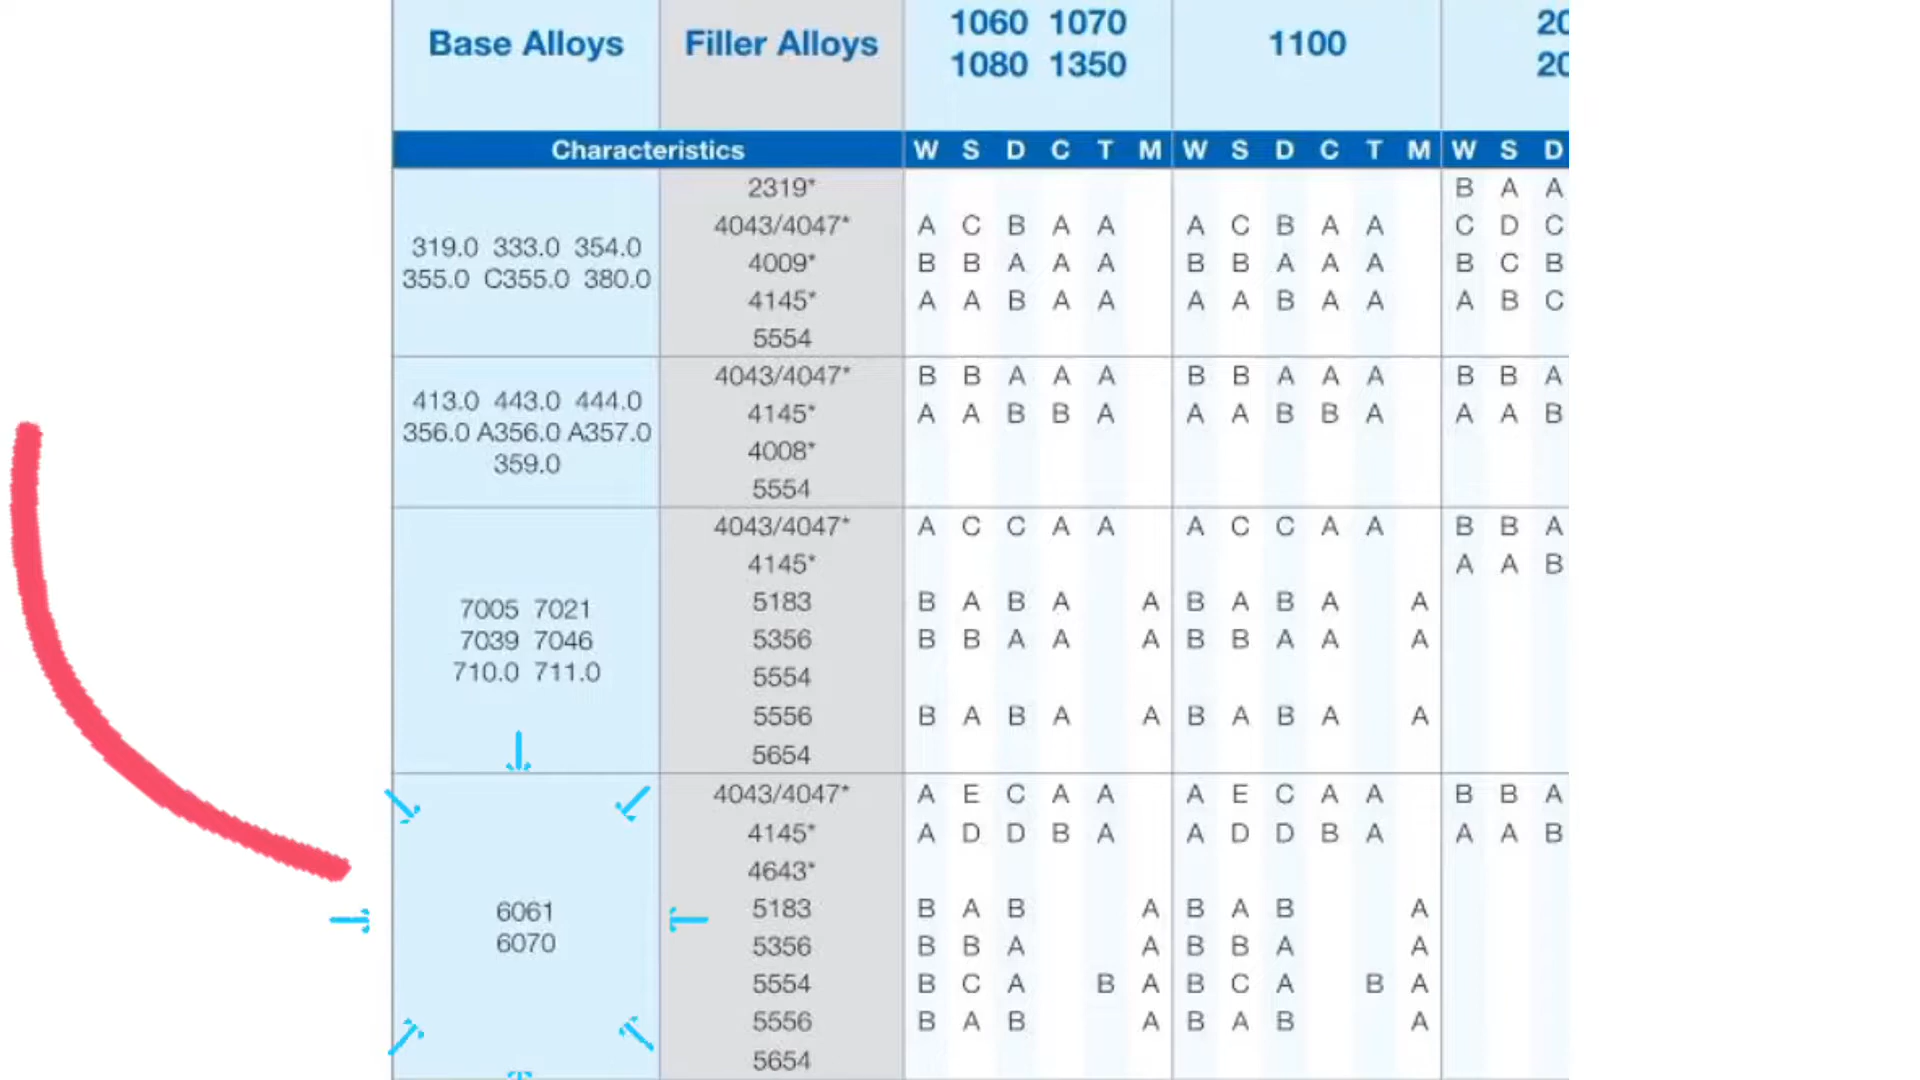 Base Alloys Filler Alloys 1060 1070 1080 1350 1100 20 20
Characteristics W S D C T M W S D C T M W S D
319.0 333.0 354.0
355.0 C355.0 380.0
2319* B A A
4043/4047* A C B A A A C B A A C D C
4009* B B A A A B B A A A B C B
4145* A A B A A A A B A A A B C
5554
413.0 443.0 444.0
356.0 A356.0 A357.0
359.0
4043/4047* B B A A A B B A A A B B A
4145* A A B B A A A B B A A A B
4008*
5554
7005 7021
7039 7046
710.0 711.0
4043/4047* A C C A A A C C A A B B A
4145* A A B
5183 B A B A A B A B A A
5356 B B A A A B B A A A
5554
5556 B A B A A B A B A A
5654
6061
6070
4043/4047* A E C A A A E C A A B B A
4145* A D D B A A D D B A A A B
4643*
5183 B A B A B A B A
5356 B B A A B B A A
5554 B C A B A B C A B A
5556 B A B A B A B A
5654